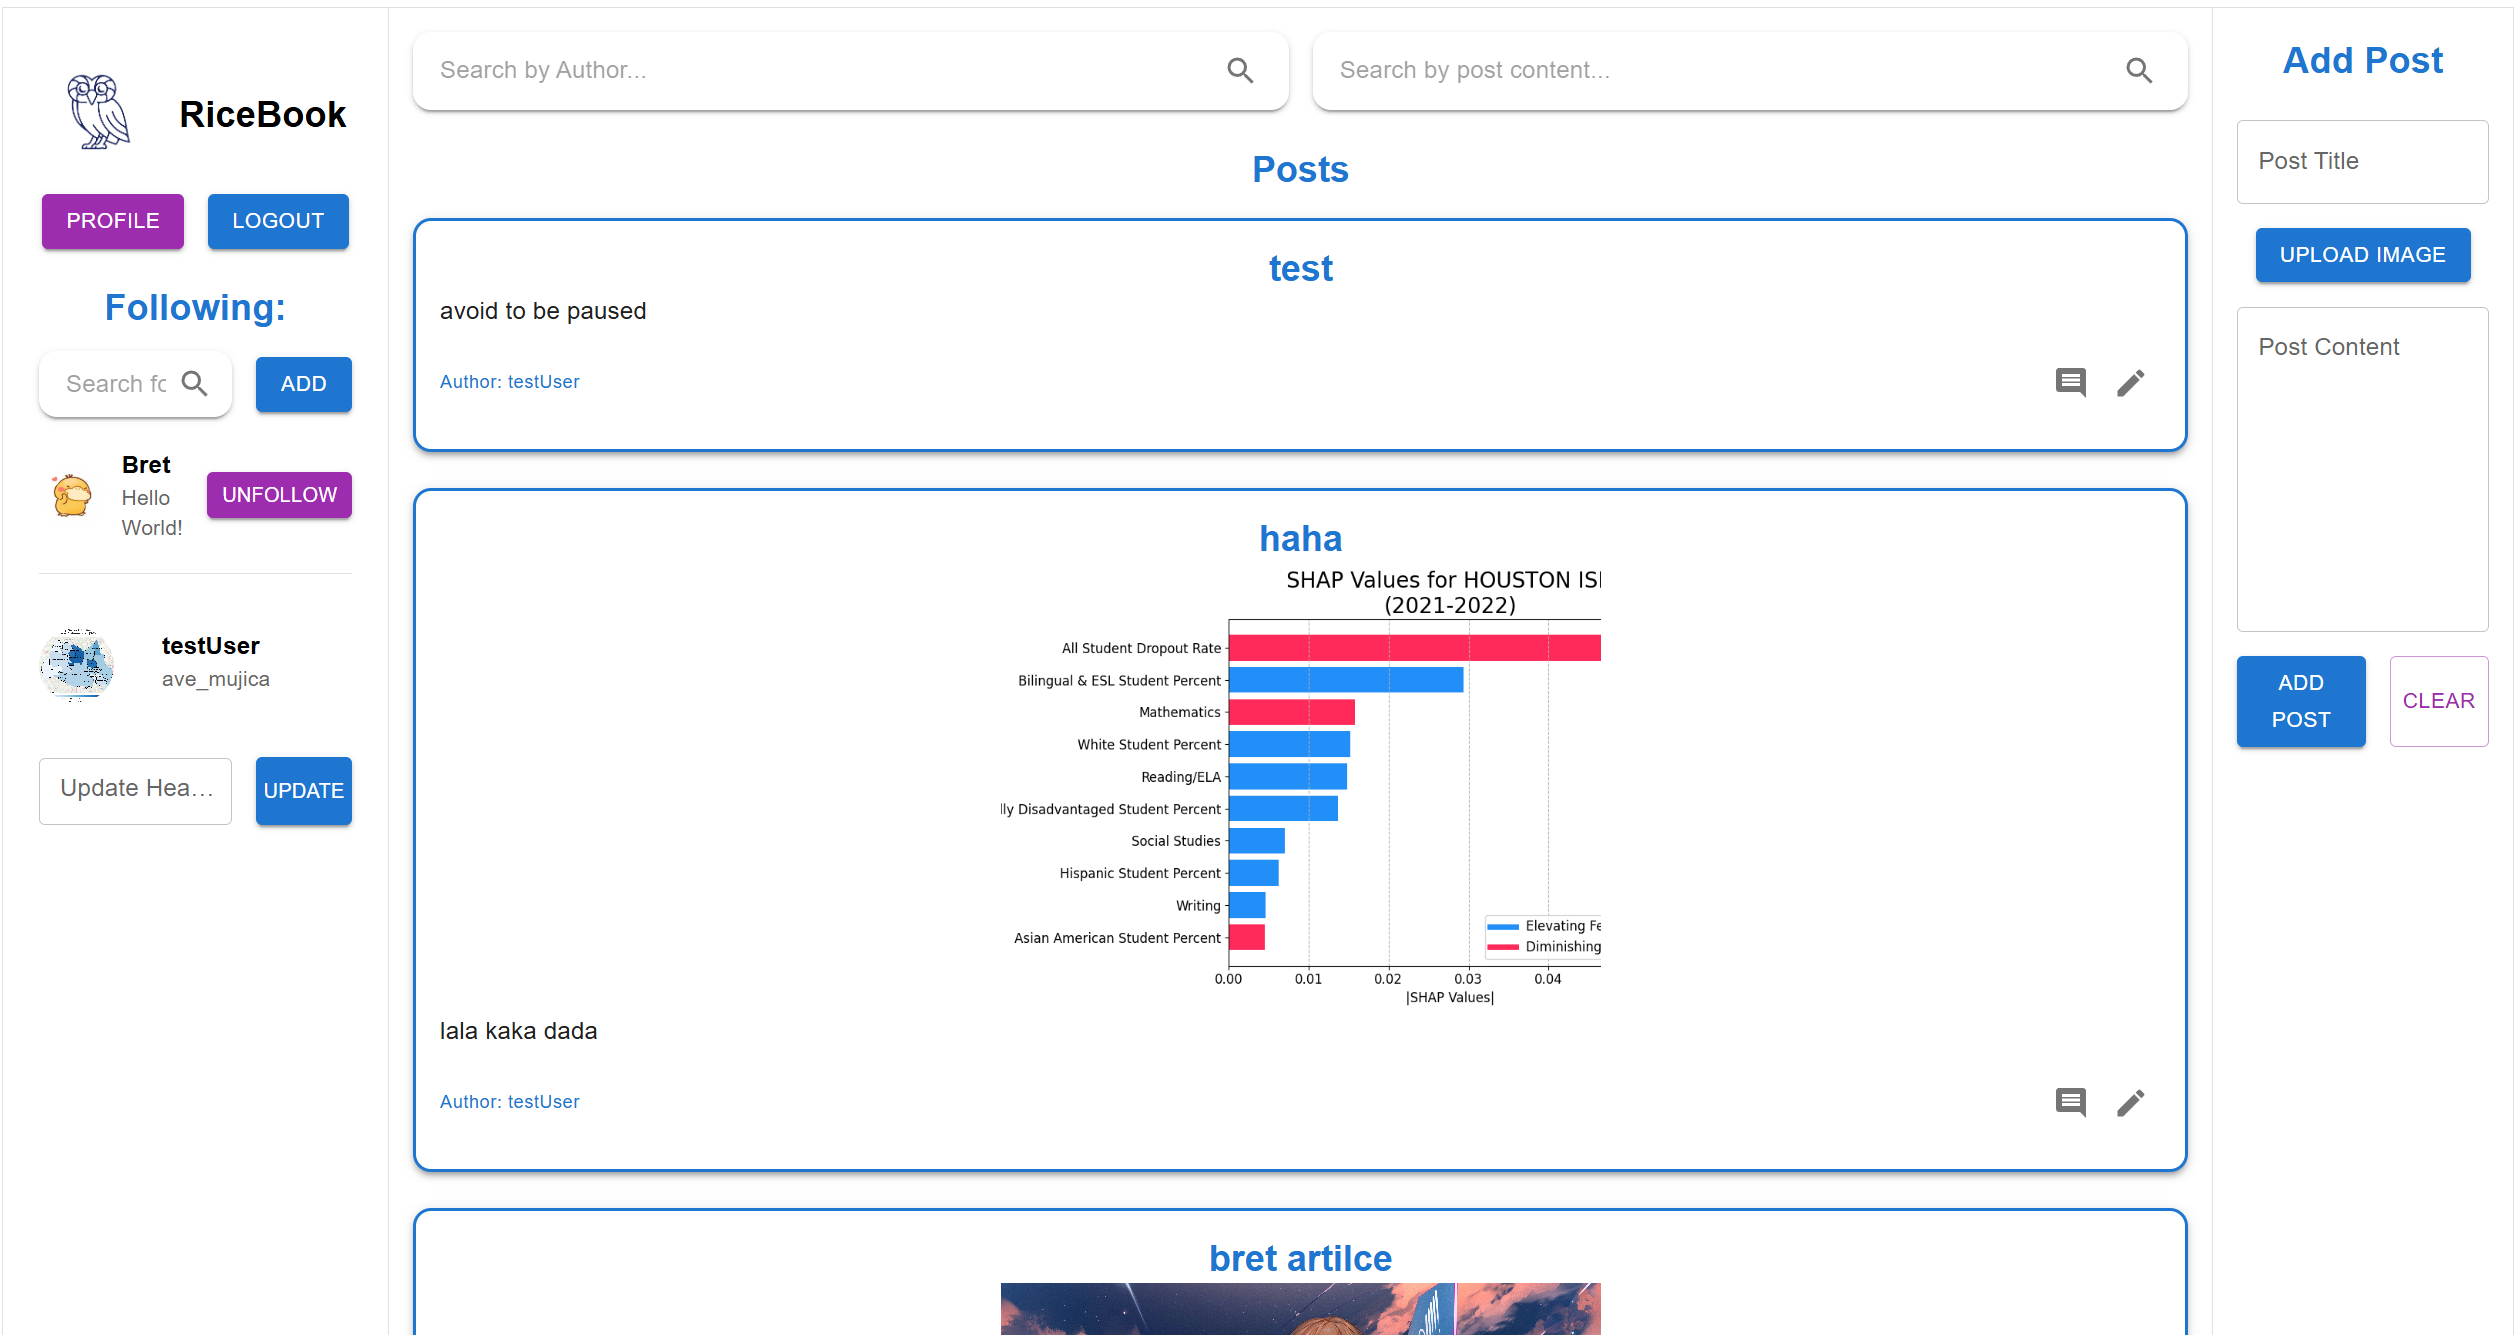 RiceBook
PROFILE
LOGOUT
Following:
Search fo
ADD
Bret
Hello
World!
UNFOLLOW
testUser
ave_mujica
Update Hea...
UPDATE
Search by Author...
Search by post content...
Posts
test
avoid to be paused
Author: testUser
haha
SHAP Values for HOUSTON IS
(2021-2022)
All Student Dropout Rate
Bilingual & ESL Student Percent
Mathematics
White Student Percent
Reading/ELA
lly Disadvantaged Student Percent
Social Studies
Hispanic Student Percent
Writing
Asian American Student Percent
Elevating Fe
Diminishing
0.00 0.01 0.02 0.03 0.04
|SHAP Values|
lala kaka dada
Author: testUser
bret artilce
Add Post
Post Title
UPLOAD IMAGE
Post Content
ADD
POST
CLEAR